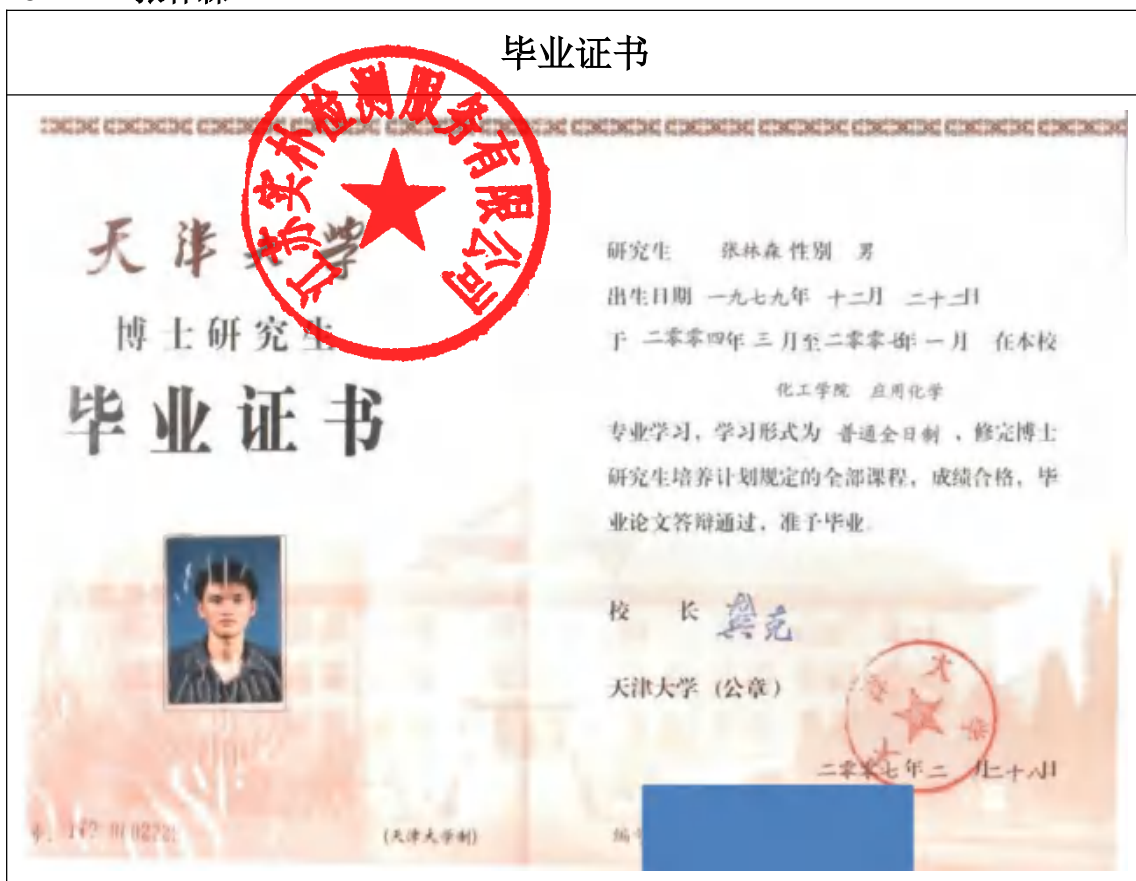 毕业证书
江苏实朴检测服务有限公司
天津大学
博士研究生
毕业证书
(天津大学制)
研究生 张林森 性别 男
出生日期 一九七九年 十二月 二十二日
于 二零零四年 三 月至 二零零七年 一 月 在本校
化工学院 应用化学
专业学习，学习形式为 普通全日制 ，修完博士
研究生培养计划规定的全部课程，成绩合格，毕
业论文答辩通过，准予毕业
校 长 龚克
天津大学（公章）
二零零七年 二 月二十八日
编号